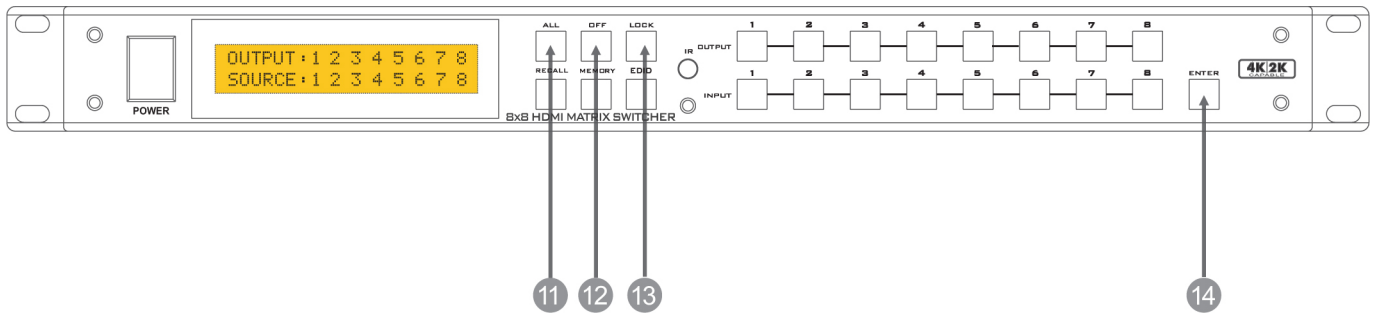 ALL OFF LOCK
1 2 3 4 5 6 7 8
IR OUTPUT
OUTPUT:1 2 3 4 5 6 7 8
SOURCE:1 2 3 4 5 6 7 8
RECALL MEMORY EDID
1 2 3 4 5 6 7 8
INPUT
ENTER
4K 2K
CAPABLE
POWER
8x8 HDMI MATRIX SWITCHER
11 12 13 14